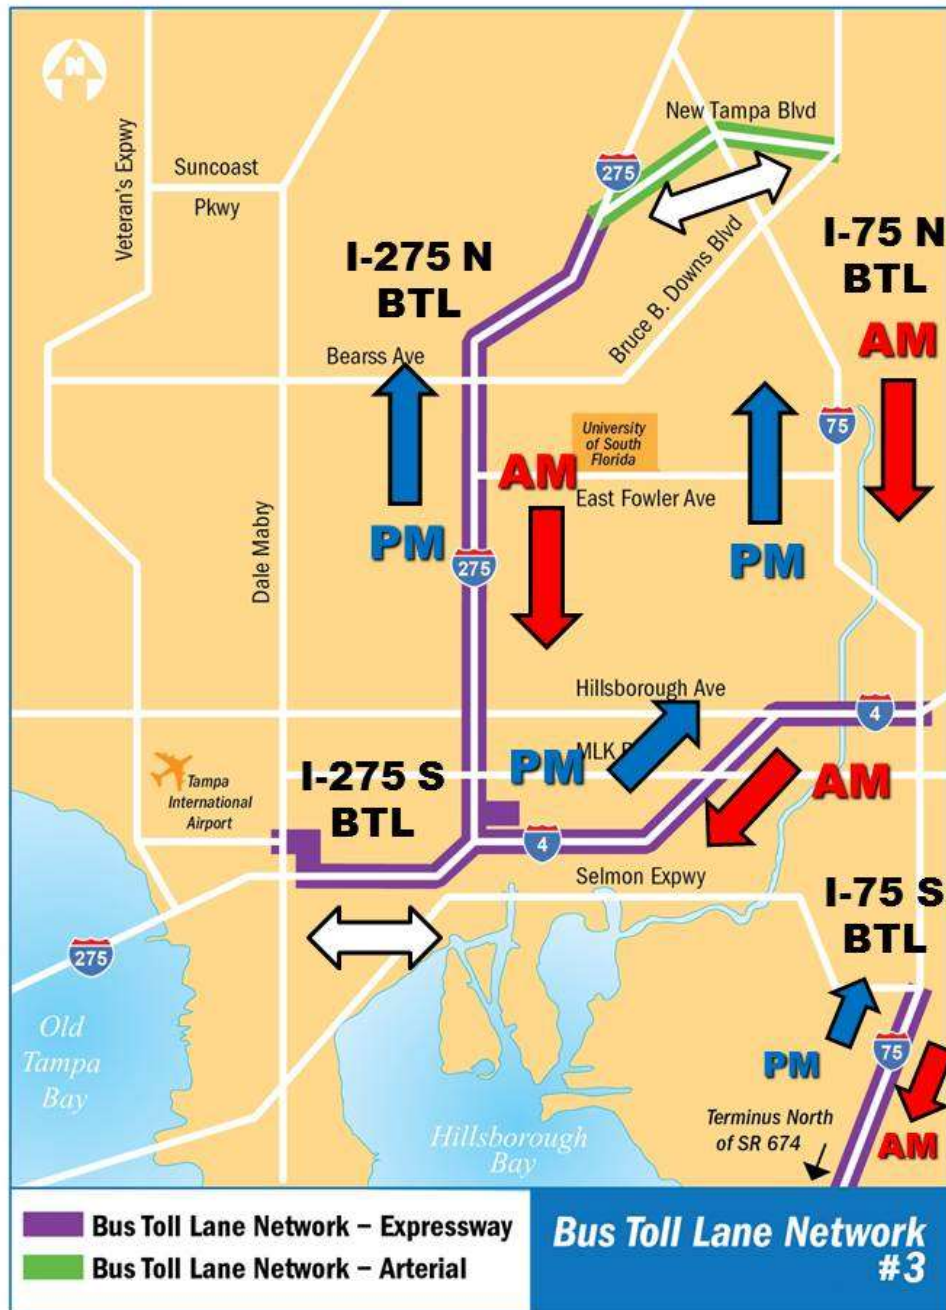 N
New Tampa Blvd
Veteran's Expwy
Suncoast
Pkwy
275
I-275 N
BTL
Bruce B. Downs Blvd
I-75 N
BTL
AM
Bearss Ave
75
University
of South
Florida
AM
East Fowler Ave
PM
PM
275
Dale Mabry
Hillsborough Ave
4
MLK
PM
AM
I-275 S
BTL
Tampa
International
Airport
4
Selmon Expwy
I-75 S
BTL
275
Old
Tampa
Bay
75
PM
Terminus North
of SR 674
AM
Hillsborough
Bay
Bus Toll Lane Network – Expressway
Bus Toll Lane Network – Arterial
Bus Toll Lane Network
#3